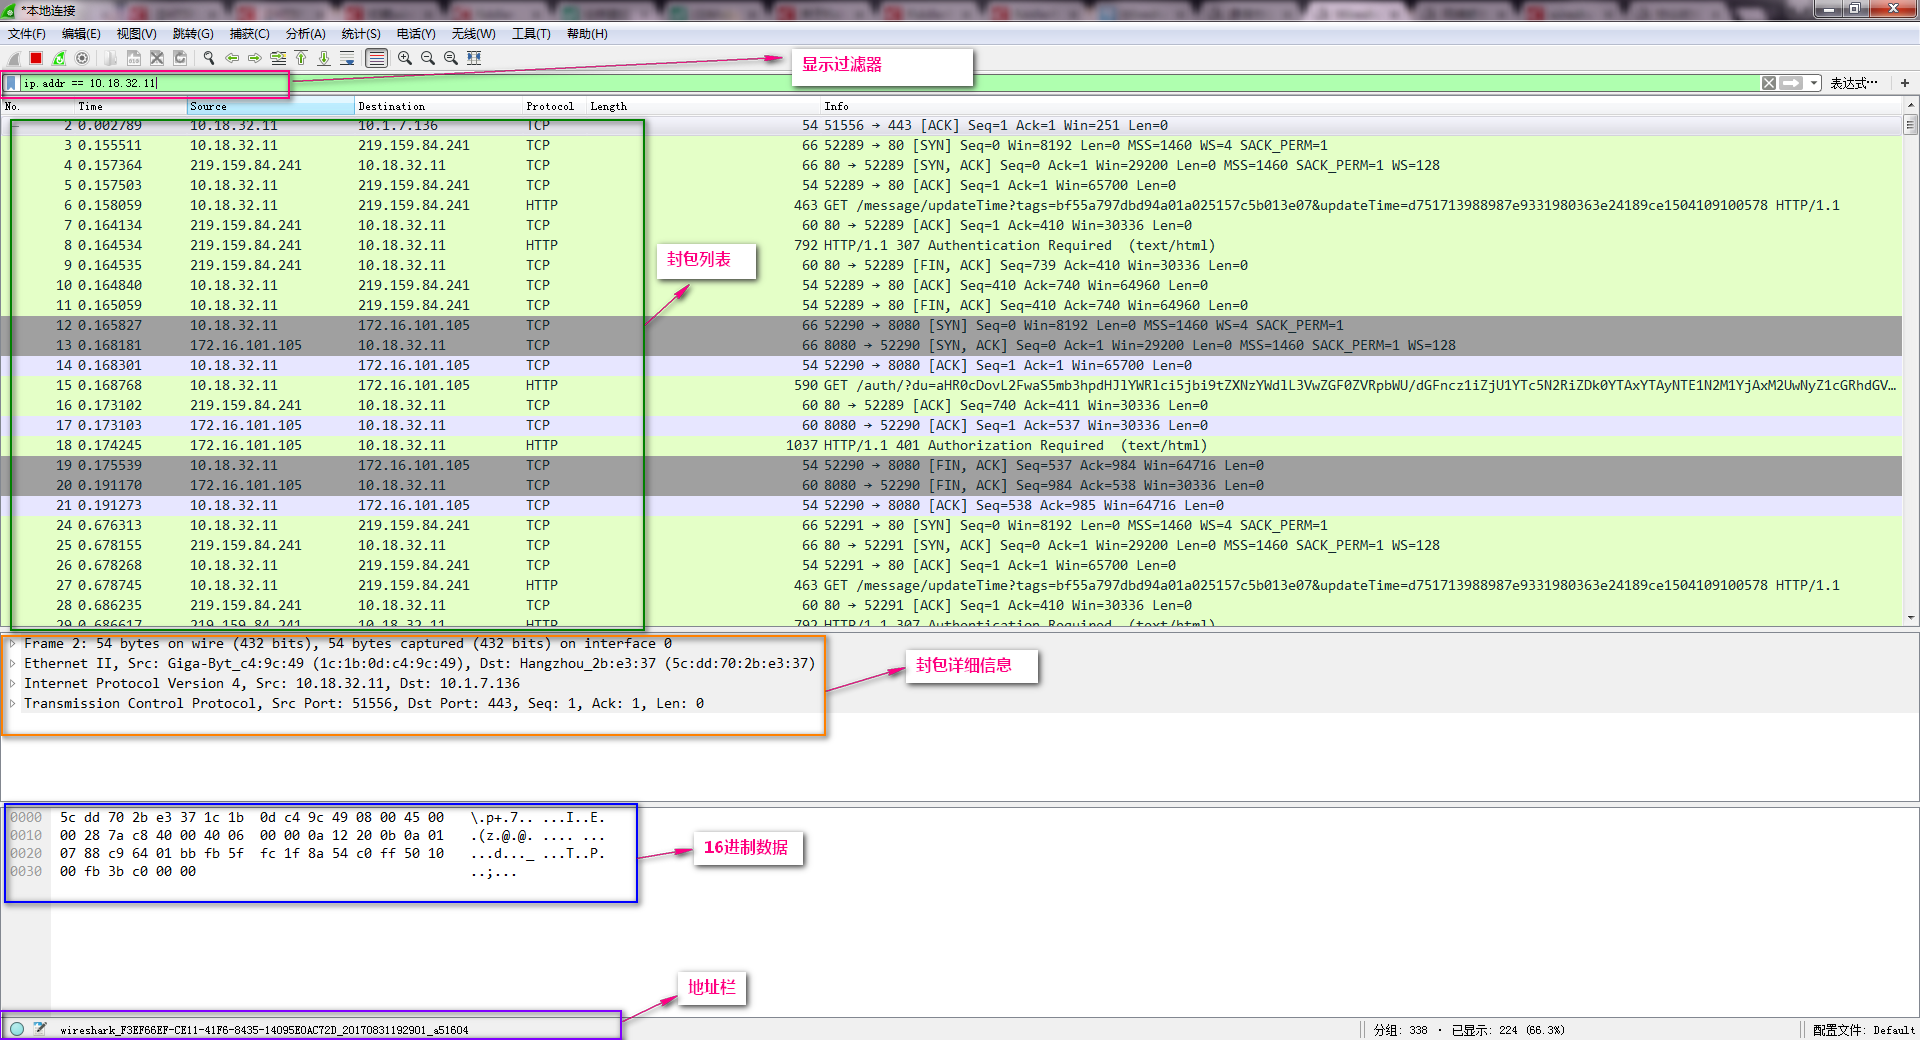 *本地连接
文件(F) 编辑(E) 视图(V) 跳转(G) 捕获(C) 分析(A) 统计(S) 电话(Y) 无线(W) 工具(T) 帮助(H)
显示过滤器
ip.addr == 10.18.32.11 表达式… +
No. Time Source Destination Protocol Length Info
2 0.002789 10.18.32.11 10.1.7.136 TCP 54 51556 → 443 [ACK] Seq=1 Ack=1 Win=251 Len=0
3 0.155511 10.18.32.11 219.159.84.241 TCP 66 52289 → 80 [SYN] Seq=0 Win=8192 Len=0 MSS=1460 WS=4 SACK_PERM=1
4 0.157364 219.159.84.241 10.18.32.11 TCP 66 80 → 52289 [SYN, ACK] Seq=0 Ack=1 Win=29200 Len=0 MSS=1460 SACK_PERM=1 WS=128
5 0.157503 10.18.32.11 219.159.84.241 TCP 54 52289 → 80 [ACK] Seq=1 Ack=1 Win=65700 Len=0
6 0.158059 10.18.32.11 219.159.84.241 HTTP 463 GET /message/updateTime?tags=bf55a797dbd94a01a025157c5b013e07&updateTime=d751713988987e9331980363e24189ce1504109100578 HTTP/1.1
7 0.164134 219.159.84.241 10.18.32.11 TCP 60 80 → 52289 [ACK] Seq=1 Ack=410 Win=30336 Len=0
8 0.164534 219.159.84.241 10.18.32.11 HTTP 792 HTTP/1.1 307 Authentication Required (text/html)
9 0.164535 219.159.84.241 10.18.32.11 TCP 60 80 → 52289 [FIN, ACK] Seq=739 Ack=410 Win=30336 Len=0
封包列表
10 0.164840 10.18.32.11 219.159.84.241 TCP 54 52289 → 80 [ACK] Seq=410 Ack=740 Win=64960 Len=0
11 0.165059 10.18.32.11 219.159.84.241 TCP 54 52289 → 80 [FIN, ACK] Seq=410 Ack=740 Win=64960 Len=0
12 0.165827 10.18.32.11 172.16.101.105 TCP 66 52290 → 8080 [SYN] Seq=0 Win=8192 Len=0 MSS=1460 WS=4 SACK_PERM=1
13 0.168181 172.16.101.105 10.18.32.11 TCP 66 8080 → 52290 [SYN, ACK] Seq=0 Ack=1 Win=29200 Len=0 MSS=1460 SACK_PERM=1 WS=128
14 0.168301 10.18.32.11 172.16.101.105 TCP 54 52290 → 8080 [ACK] Seq=1 Ack=1 Win=65700 Len=0
15 0.168768 10.18.32.11 172.16.101.105 HTTP 590 GET /auth/?du=aHR0cDovL2FwaS5mb3hpdHJlYWRlci5jbi9tZXNzYWdlL3VwZGF0ZVRpbWU/dGFncz1iZjU1YTc5N2RiZDk0YTAxYTAyNTE1N2M1YjAxM2UwNyZ1cGRhdGV…
16 0.173102 219.159.84.241 10.18.32.11 TCP 60 80 → 52289 [ACK] Seq=740 Ack=411 Win=30336 Len=0
17 0.173103 172.16.101.105 10.18.32.11 TCP 60 8080 → 52290 [ACK] Seq=1 Ack=537 Win=30336 Len=0
18 0.174245 172.16.101.105 10.18.32.11 HTTP 1037 HTTP/1.1 401 Authorization Required (text/html)
19 0.175539 10.18.32.11 172.16.101.105 TCP 54 52290 → 8080 [FIN, ACK] Seq=537 Ack=984 Win=64716 Len=0
20 0.191170 172.16.101.105 10.18.32.11 TCP 60 8080 → 52290 [FIN, ACK] Seq=984 Ack=538 Win=30336 Len=0
21 0.191273 10.18.32.11 172.16.101.105 TCP 54 52290 → 8080 [ACK] Seq=538 Ack=985 Win=64716 Len=0
24 0.676313 10.18.32.11 219.159.84.241 TCP 66 52291 → 80 [SYN] Seq=0 Win=8192 Len=0 MSS=1460 WS=4 SACK_PERM=1
25 0.678155 219.159.84.241 10.18.32.11 TCP 66 80 → 52291 [SYN, ACK] Seq=0 Ack=1 Win=29200 Len=0 MSS=1460 SACK_PERM=1 WS=128
26 0.678268 10.18.32.11 219.159.84.241 TCP 54 52291 → 80 [ACK] Seq=1 Ack=1 Win=65700 Len=0
27 0.678745 10.18.32.11 219.159.84.241 HTTP 463 GET /message/updateTime?tags=bf55a797dbd94a01a025157c5b013e07&updateTime=d751713988987e9331980363e24189ce1504109100578 HTTP/1.1
28 0.686235 219.159.84.241 10.18.32.11 TCP 60 80 → 52291 [ACK] Seq=1 Ack=410 Win=30336 Len=0
29 0.686617 219.159.84.241 10.18.32.11 HTTP 792 HTTP/1.1 307 Authentication Required (text/html)
Frame 2: 54 bytes on wire (432 bits), 54 bytes captured (432 bits) on interface 0
Ethernet II, Src: Giga-Byt_c4:9c:49 (1c:1b:0d:c4:9c:49), Dst: Hangzhou_2b:e3:37 (5c:dd:70:2b:e3:37)
封包详细信息
Internet Protocol Version 4, Src: 10.18.32.11, Dst: 10.1.7.136
Transmission Control Protocol, Src Port: 51556, Dst Port: 443, Seq: 1, Ack: 1, Len: 0
0000 5c dd 70 2b e3 37 1c 1b 0d c4 9c 49 08 00 45 00 \.p+.7.. ...I..E.
0010 00 28 7a c8 40 00 40 06 00 00 0a 12 20 0b 0a 01 .(z.@.@. .... ...
0020 07 88 c9 64 01 bb fb 5f fc 1f 8a 54 c0 ff 50 10 ...d..._ ...T..P.
0030 00 fb 3b c0 00 00 ..;...
16进制数据
地址栏
wireshark_F3EF66EF-CE11-41F6-8435-14095E0AC72D_20170831192901_a51604 分组: 338 · 已显示: 224 (66.3%) 配置文件: Default